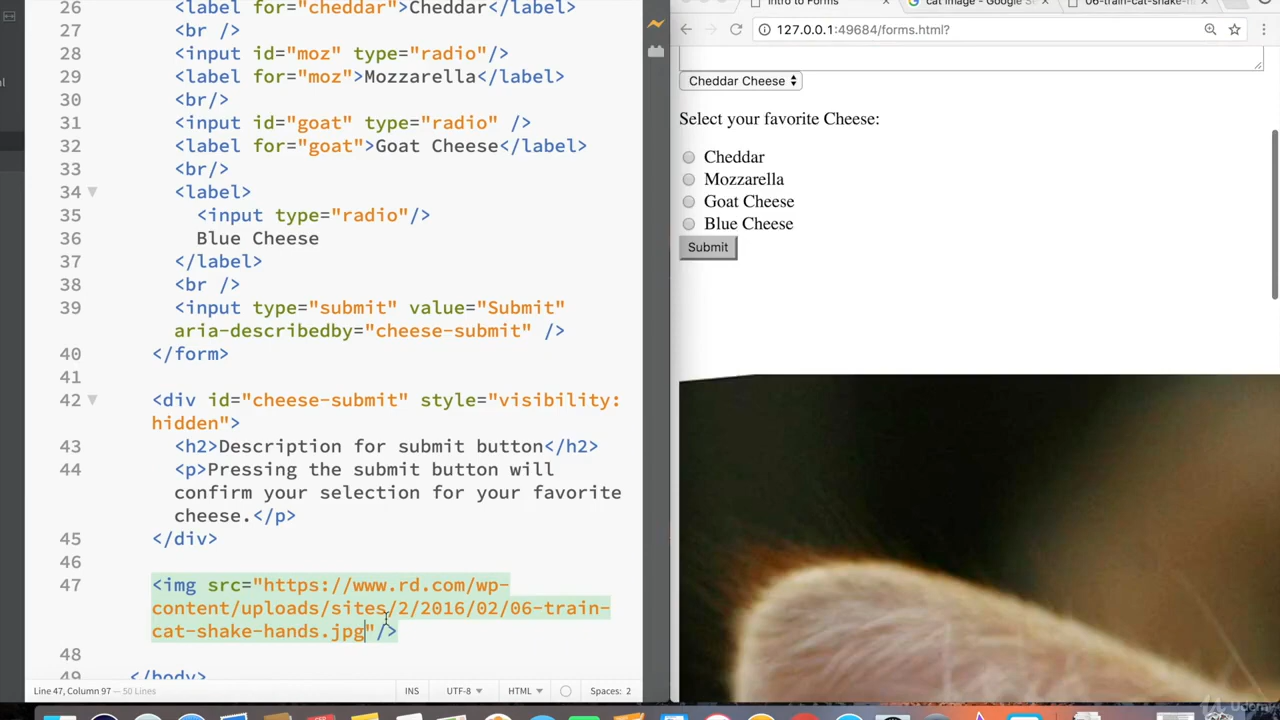 26 <label for="cheddar">Cheddar</label>
27 <br />
28 <input id="moz" type="radio"/>
29 <label for="moz">Mozzarella</label>
30 <br/>
31 <input id="goat" type="radio" />
32 <label for="goat">Goat Cheese</label>
33 <br/>
34 <label>
35 <input type="radio"/>
36 Blue Cheese
37 </label>
38 <br />
39 <input type="submit" value="Submit"
aria-describedby="cheese-submit" />
40 </form>
41
42 <div id="cheese-submit" style="visibility:
hidden">
43 <h2>Description for submit button</h2>
44 <p>Pressing the submit button will
confirm your selection for your favorite
cheese.</p>
45 </div>
46
47 <img src="https://www.rd.com/wp-
content/uploads/sites/2/2016/02/06-train-
cat-shake-hands.jpg"/>
48
49 </body>
Line 47, Column 97 — 50 Lines
INS
UTF-8
HTML
Spaces: 2
Intro to Forms
cat image - Google S
06-train-cat-shake-h
127.0.0.1:49684/forms.html?
Cheddar Cheese
Select your favorite Cheese:
Cheddar
Mozzarella
Goat Cheese
Blue Cheese
Submit
Udemy